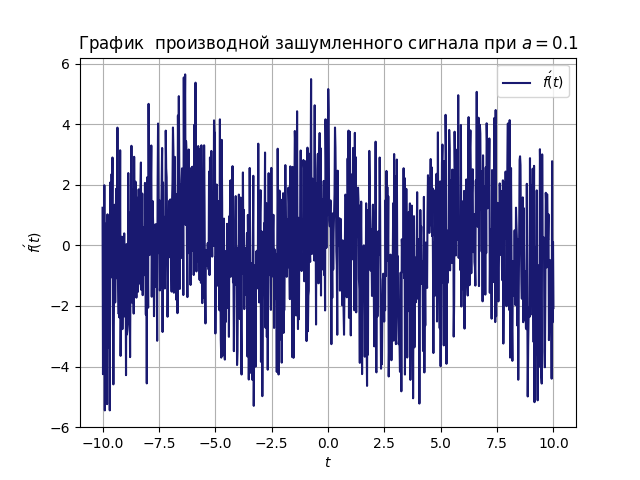 График производной зашумленного сигнала при a = 0.1
f́(t)
6
4
2
0
−2
−4
−6
f́(t)
−10.0 −7.5 −5.0 −2.5 0.0 2.5 5.0 7.5 10.0
t